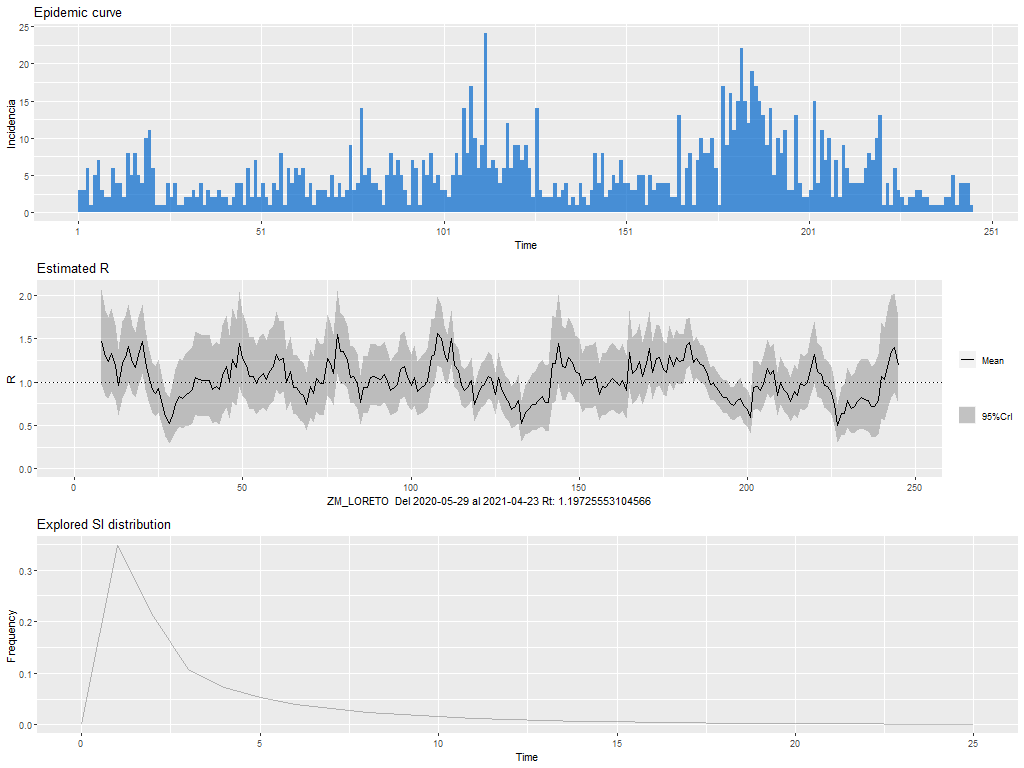 Epidemic curve
25
20
15
10
5
0
Incidencia
1 51 101 151 201 251
Time
Estimated R
2.0
1.5
1.0
0.5
0.0
R
Mean
95%CrI
0 50 100 150 200 250
ZM_LORETO Del 2020-05-29 al 2021-04-23 Rt: 1.19725553104566
Explored SI distribution
0.3
0.2
0.1
0.0
Frequency
0 5 10 15 20 25
Time